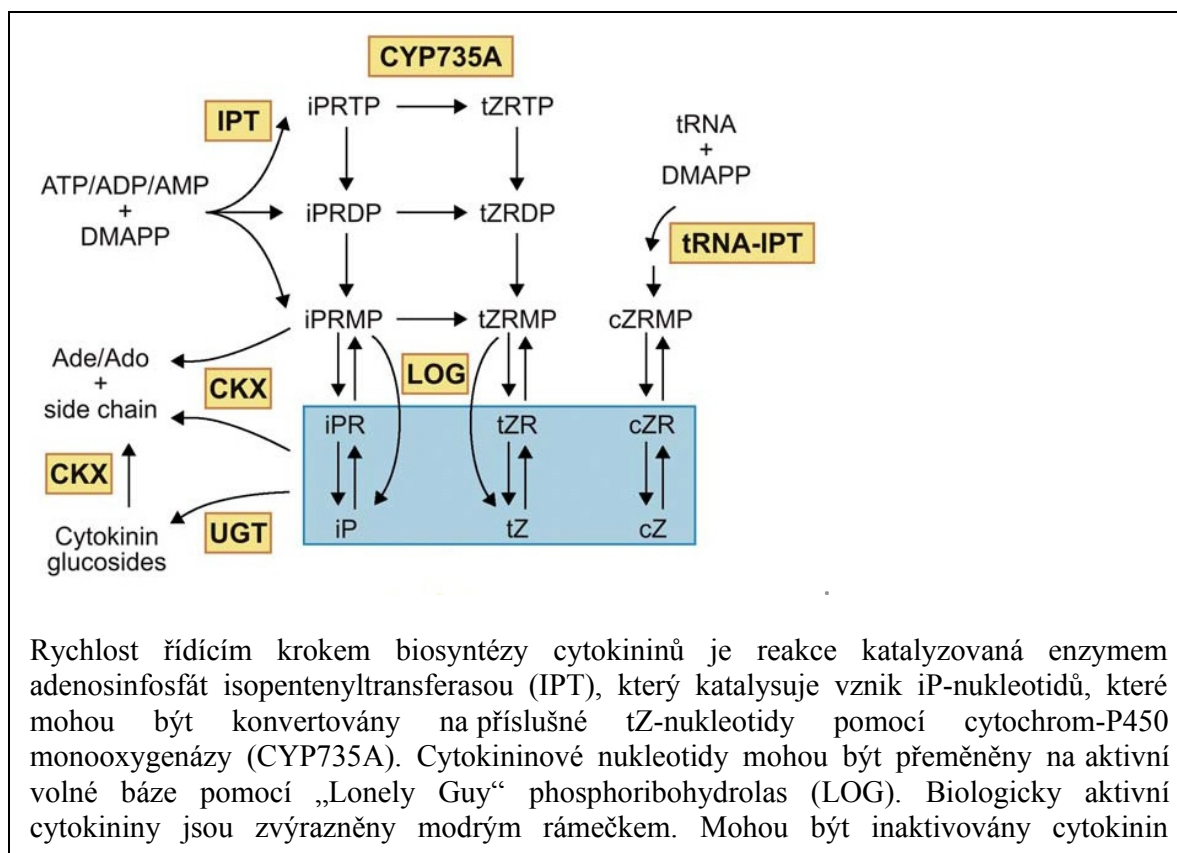 CYP735A
iPRTP tZRTP
IPT
tRNA
+
DMAPP
ATP/ADP/AMP
+
DMAPP
iPRDP tZRDP
tRNA-IPT
iPRMP tZRMP cZRMP
Ade/Ado
+
side chain
CKX
LOG
iPR tZR cZR
CKX
UGT
iP tZ cZ
Cytokinin
glucosides
Rychlost řídícím krokem biosyntézy cytokininů je reakce katalyzovaná enzymem
adenosinfosfát isopentenyltransferasou (IPT), který katalysuje vznik iP-nukleotidů, které
mohou být konvertovány na příslušné tZ-nukleotidy pomocí cytochrom-P450
monooxygenázy (CYP735A). Cytokininové nukleotidy mohou být přeměněny na aktivní
volné báze pomocí „Lonely Guy“ phosphoribohydrolas (LOG). Biologicky aktivní
cytokininy jsou zvýrazněny modrým rámečkem. Mohou být inaktivovány cytokinin